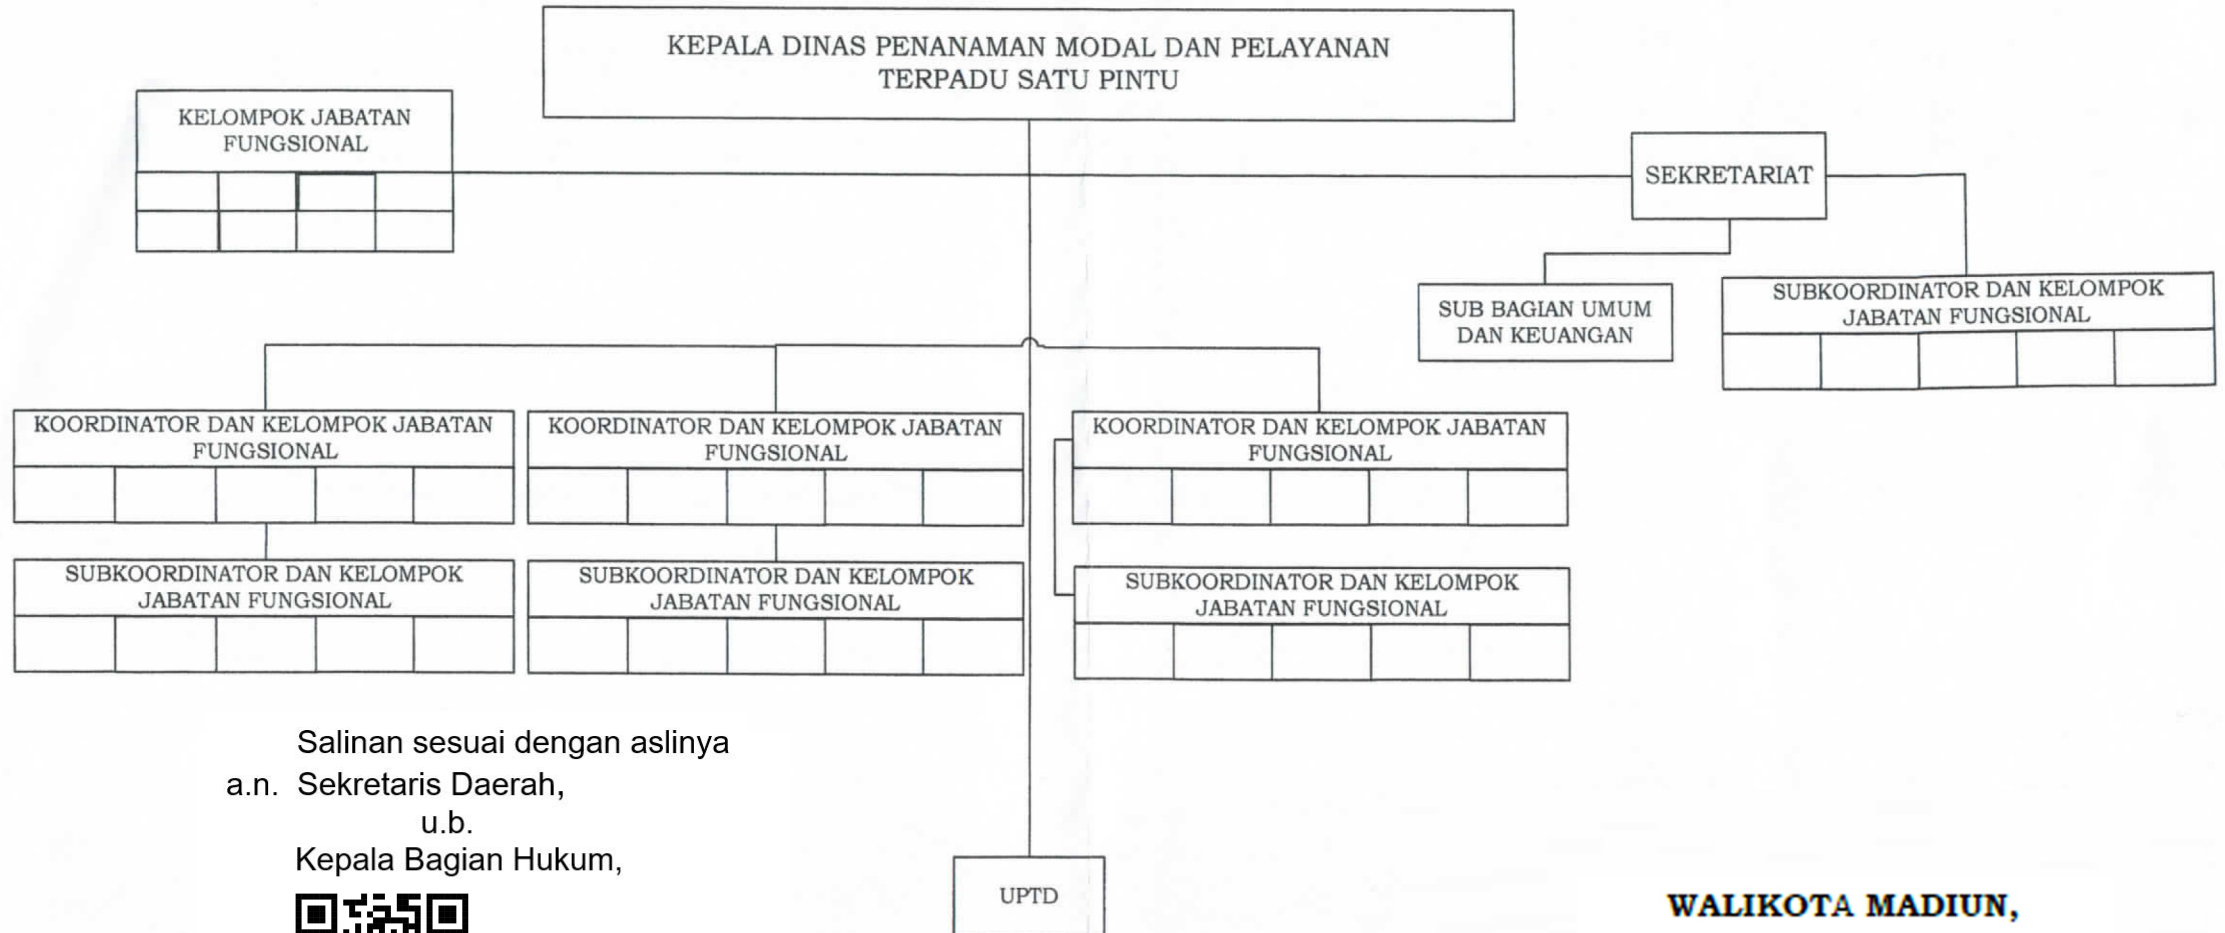 KEPALA DINAS PENANAMAN MODAL DAN PELAYANAN
TERPADU SATU PINTU
KELOMPOK JABATAN
FUNGSIONAL
SEKRETARIAT
SUB BAGIAN UMUM
DAN KEUANGAN
SUBKOORDINATOR DAN KELOMPOK
JABATAN FUNGSIONAL
KOORDINATOR DAN KELOMPOK JABATAN
FUNGSIONAL
KOORDINATOR DAN KELOMPOK JABATAN
FUNGSIONAL
KOORDINATOR DAN KELOMPOK JABATAN
FUNGSIONAL
SUBKOORDINATOR DAN KELOMPOK
JABATAN FUNGSIONAL
SUBKOORDINATOR DAN KELOMPOK
JABATAN FUNGSIONAL
SUBKOORDINATOR DAN KELOMPOK
JABATAN FUNGSIONAL
Salinan sesuai dengan aslinya
a.n. Sekretaris Daerah,
u.b.
Kepala Bagian Hukum,
UPTD
WALIKOTA MADIUN,